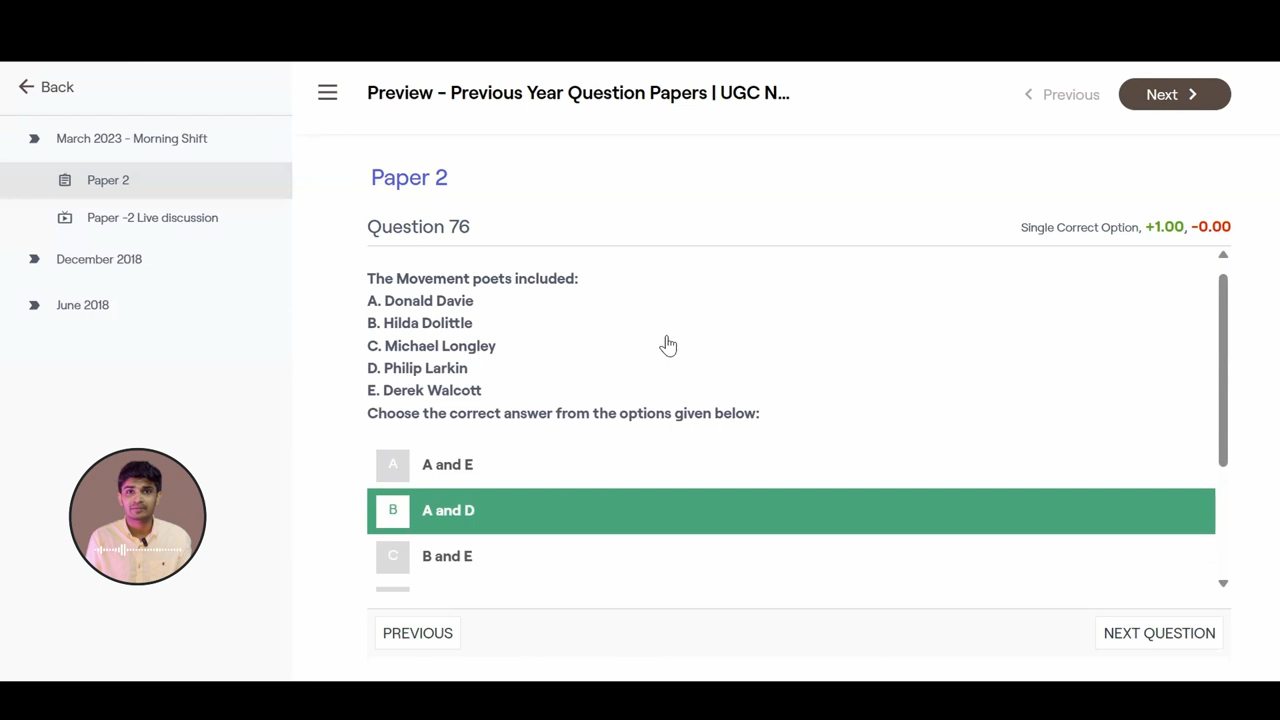 Back
Preview - Previous Year Question Papers | UGC N...
Previous
Next
March 2023 - Morning Shift
Paper 2
Paper -2 Live discussion
December 2018
June 2018
Paper 2
Question 76
Single Correct Option, +1.00, -0.00
The Movement poets included:
A. Donald Davie
B. Hilda Dolittle
C. Michael Longley
D. Philip Larkin
E. Derek Walcott
Choose the correct answer from the options given below:
A A and E
B A and D
C B and E
PREVIOUS
NEXT QUESTION